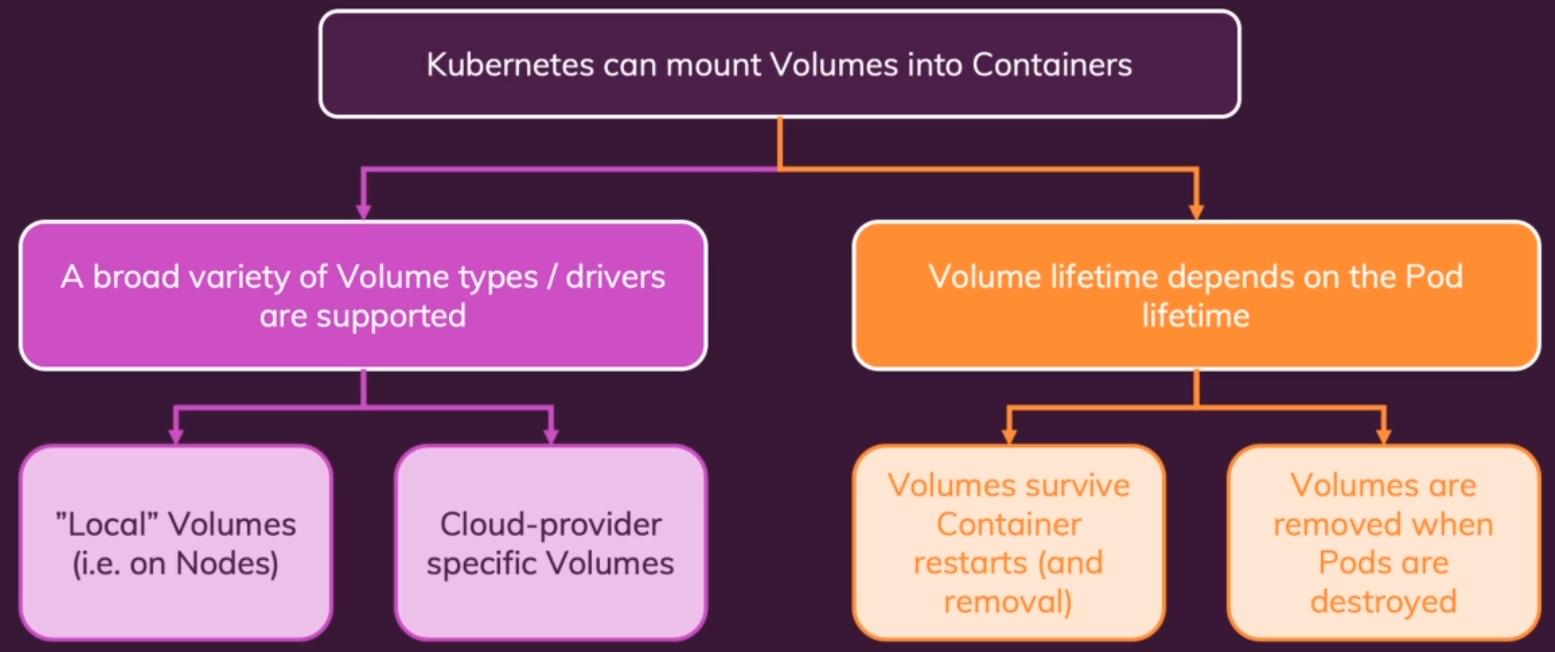 Kubernetes can mount Volumes into Containers
A broad variety of Volume types / drivers
are supported
Volume lifetime depends on the Pod
lifetime
”Local” Volumes
(i.e. on Nodes)
Cloud-provider
specific Volumes
Volumes survive
Container
restarts (and
removal)
Volumes are
removed when
Pods are
destroyed